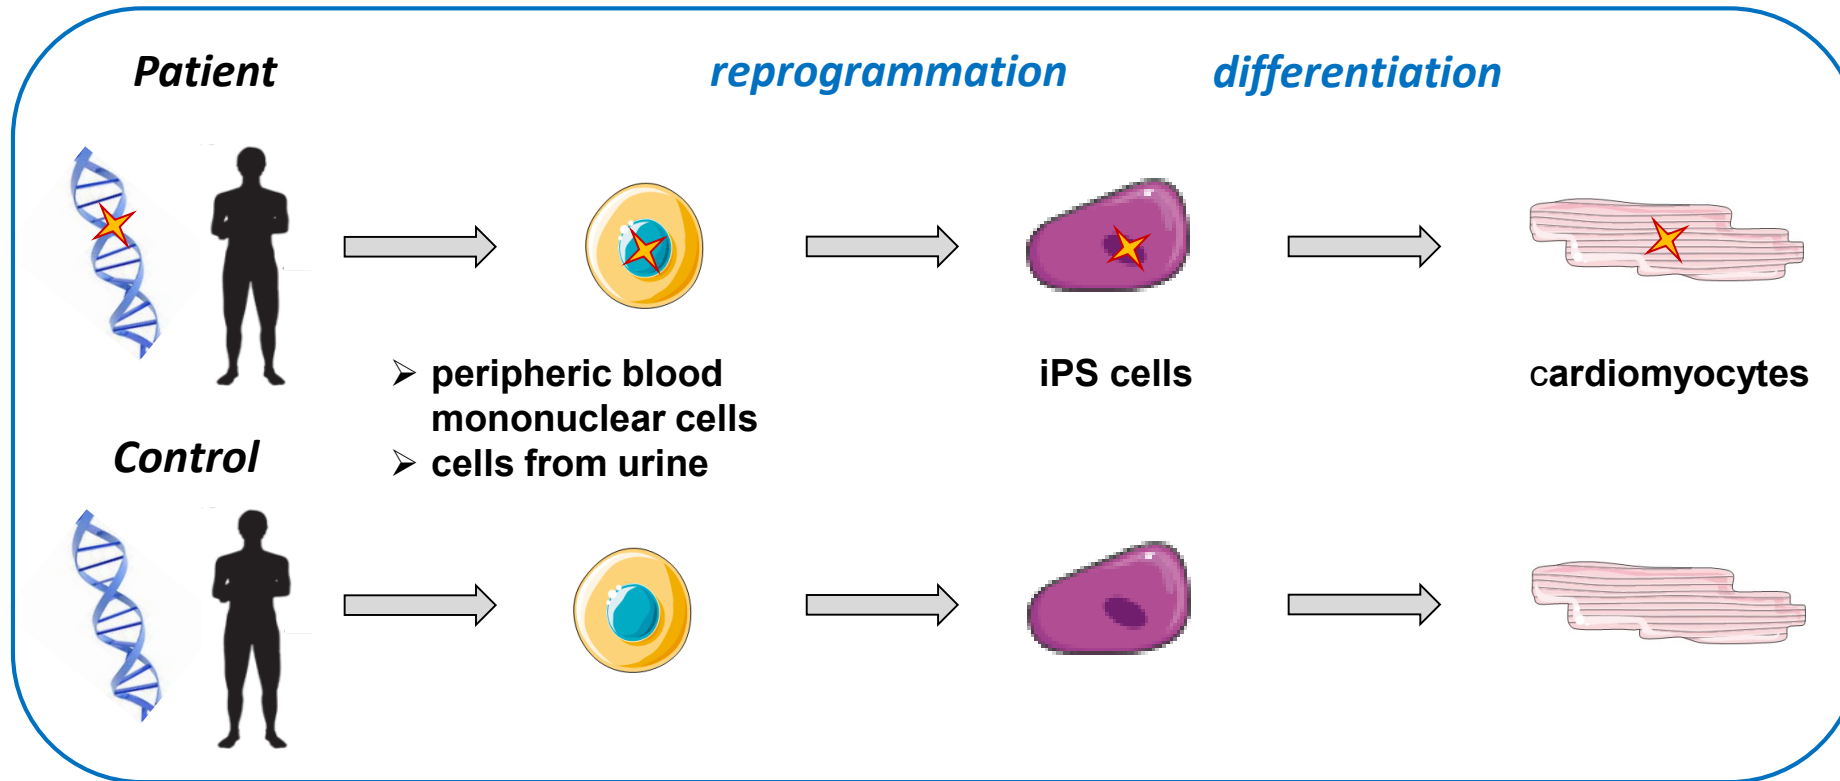 Patient
reprogrammation
differentiation
➢ peripheric blood
mononuclear cells
➢ cells from urine
iPS cells
cardiomyocytes
Control